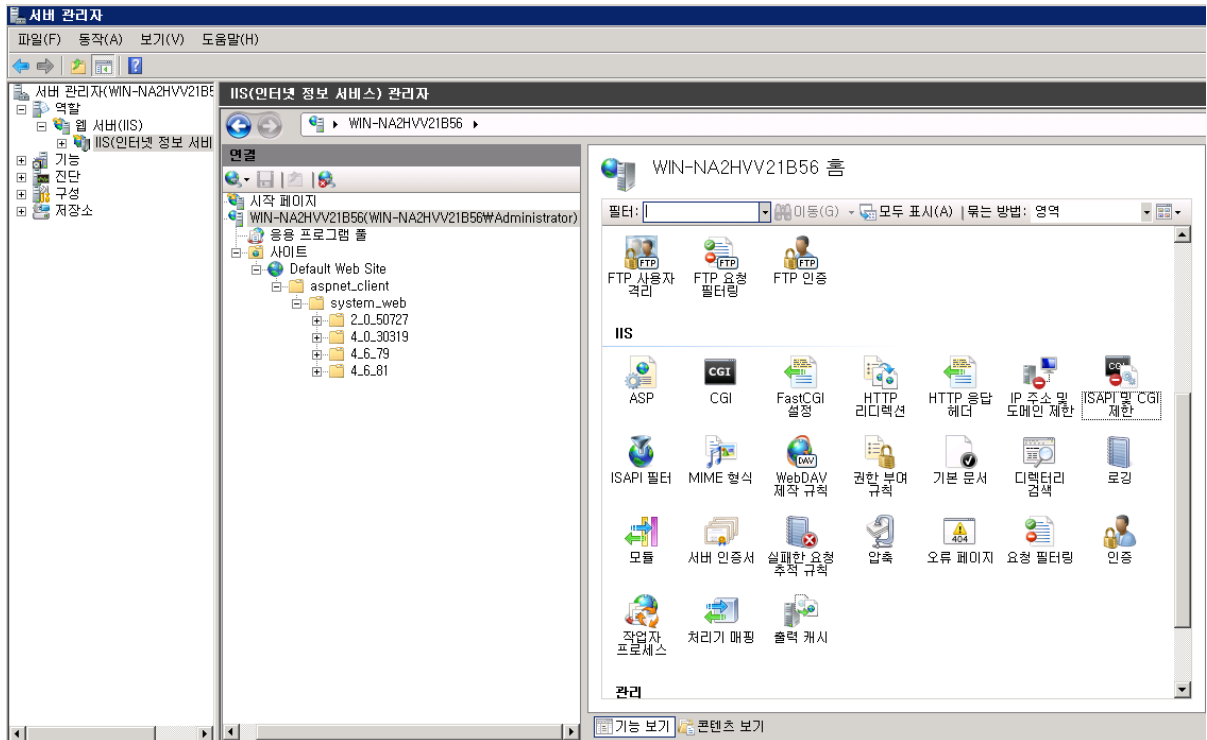 서버 관리자
파일(F) 동작(A) 보기(V) 도움말(H)
서버 관리자(WIN-NA2HVV21B5
역할
웹 서버(IIS)
IIS(인터넷 정보 서비
기능
진단
구성
저장소
IIS(인터넷 정보 서비스) 관리자
WIN-NA2HVV21B56
연결
시작 페이지
WIN-NA2HVV21B56(WIN-NA2HVV21B56₩Administrator)
응용 프로그램 풀
사이트
Default Web Site
aspnet_client
system_web
2_0_50727
4_0_30319
4_6_79
4_6_81
WIN-NA2HVV21B56 홈
필터: 이동(G) 모두 표시(A) 묶는 방법: 영역
FTP 사용자 격리
FTP 요청 필터링
FTP 인증
IIS
ASP
CGI
FastCGI 설정
HTTP 리디렉션
HTTP 응답 헤더
IP 주소 및 도메인 제한
ISAPI 및 CGI 제한
ISAPI 필터
MIME 형식
WebDAV 제작 규칙
권한 부여 규칙
기본 문서
디렉터리 검색
로깅
모듈
서버 인증서
실패한 요청 추적 규칙
압축
오류 페이지
요청 필터링
인증
작업자 프로세스
처리기 매핑
출력 캐시
관리
기능 보기 콘텐츠 보기